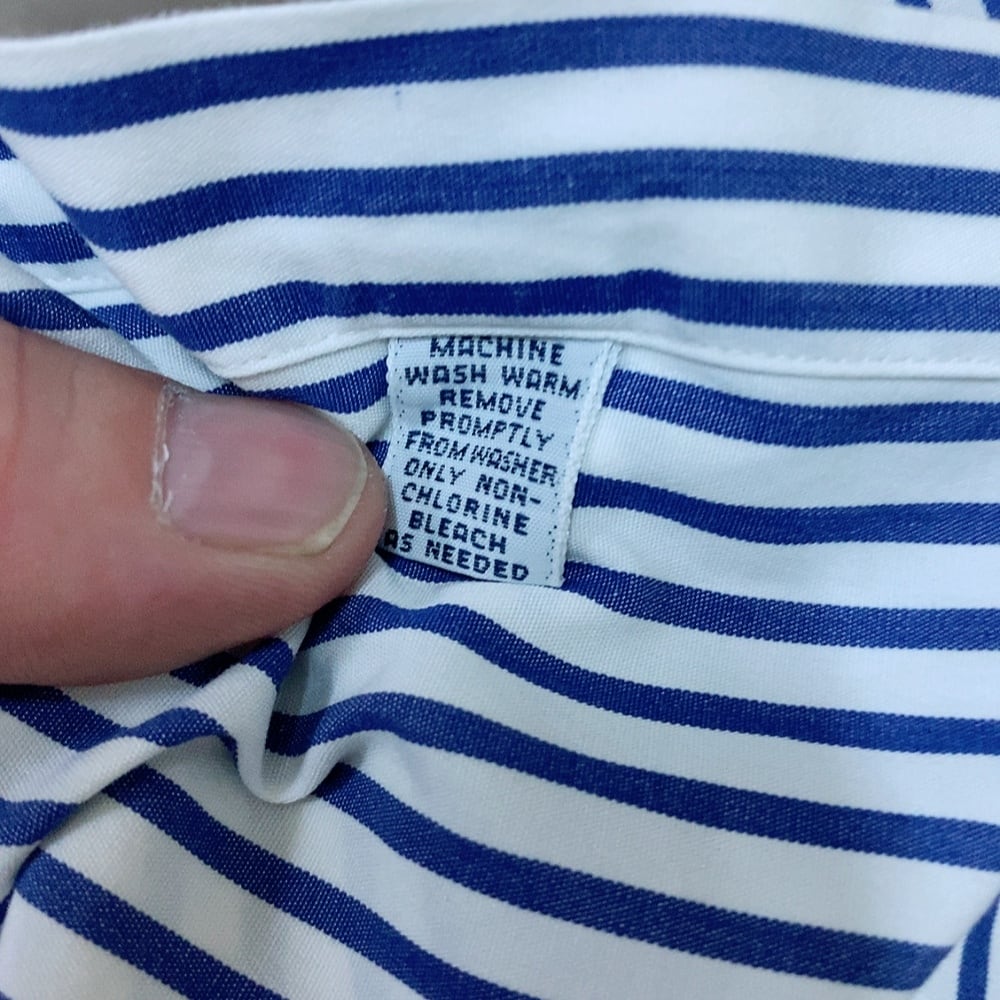 MACHINE
WASH WARM
REMOVE
PROMPTLY
FROM WASHER
ONLY NON-
CHLORINE
BLEACH
AS NEEDED